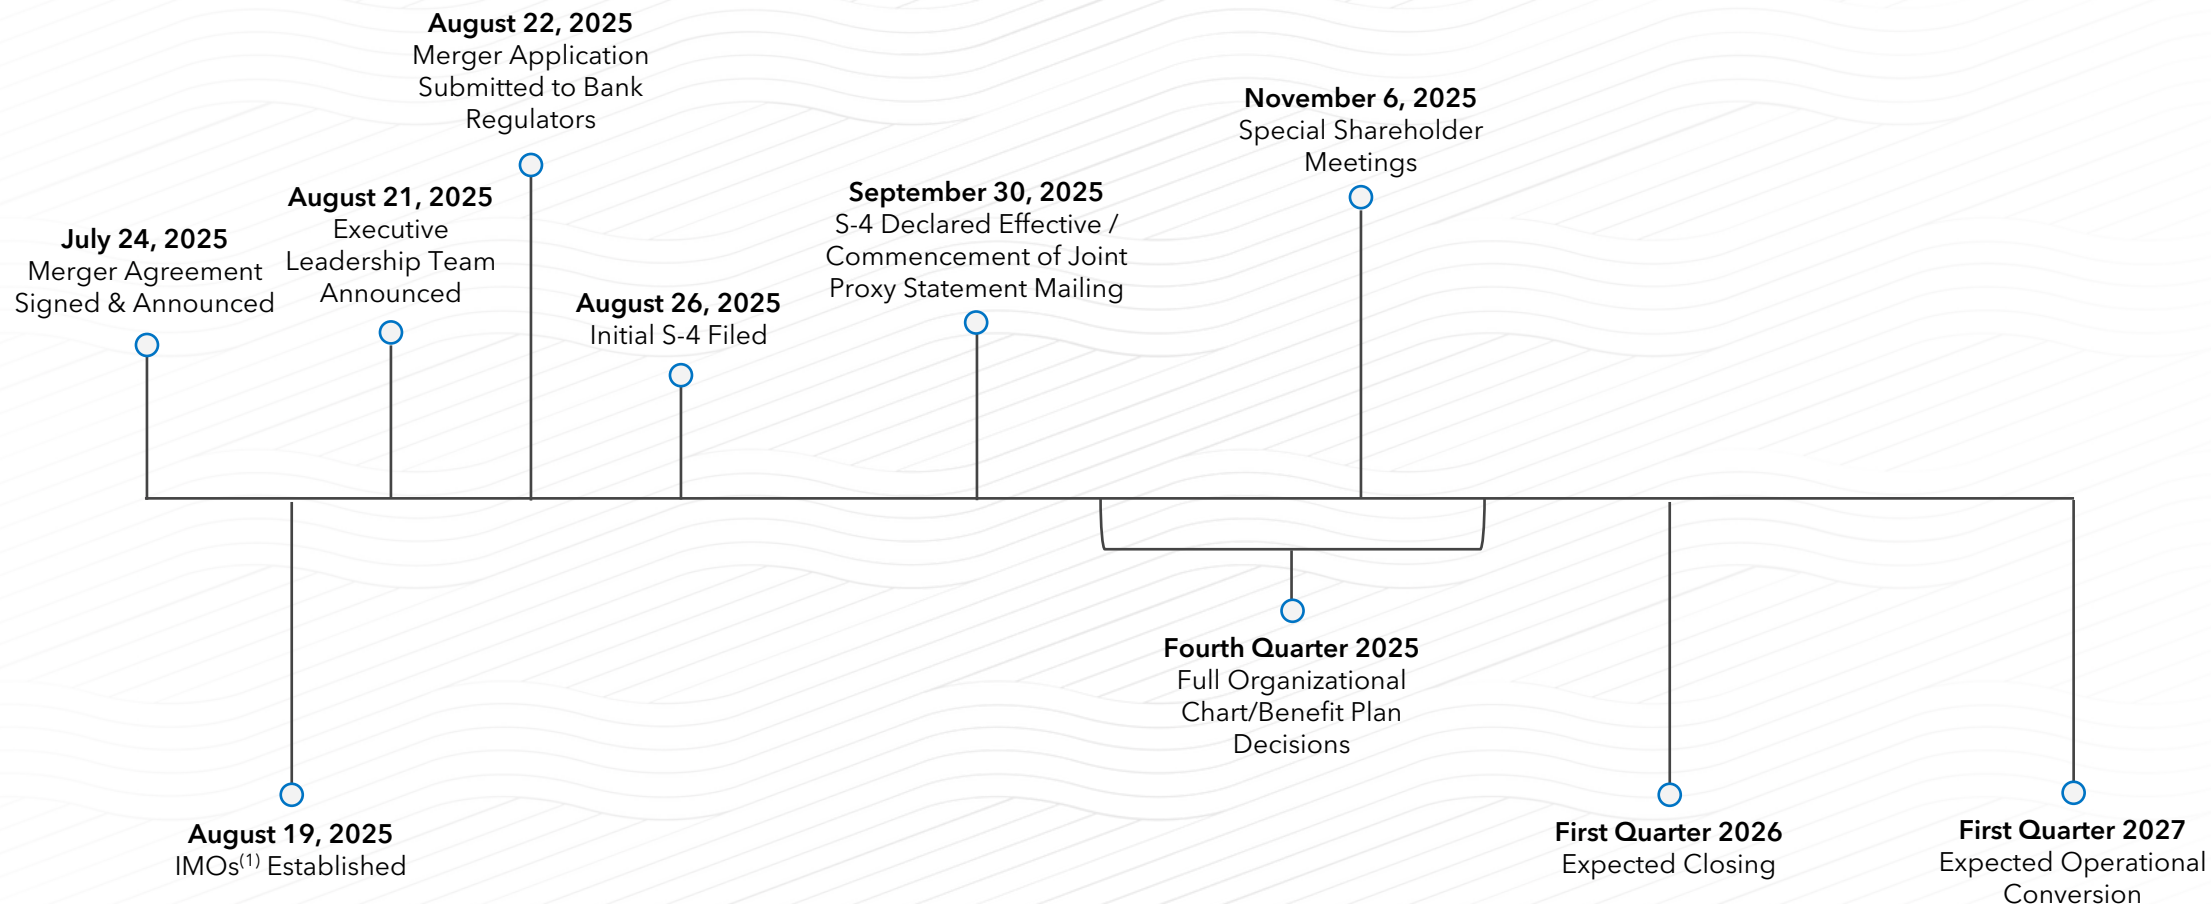 August 22, 2025
Merger Application
Submitted to Bank
Regulators
November 6, 2025
Special Shareholder
Meetings
August 21, 2025
Executive
Leadership Team
Announced
September 30, 2025
S-4 Declared Effective /
Commencement of Joint
Proxy Statement Mailing
July 24, 2025
Merger Agreement
Signed & Announced
August 26, 2025
Initial S-4 Filed
Fourth Quarter 2025
Full Organizational
Chart/Benefit Plan
Decisions
August 19, 2025
IMOs(1) Established
First Quarter 2026
Expected Closing
First Quarter 2027
Expected Operational
Conversion